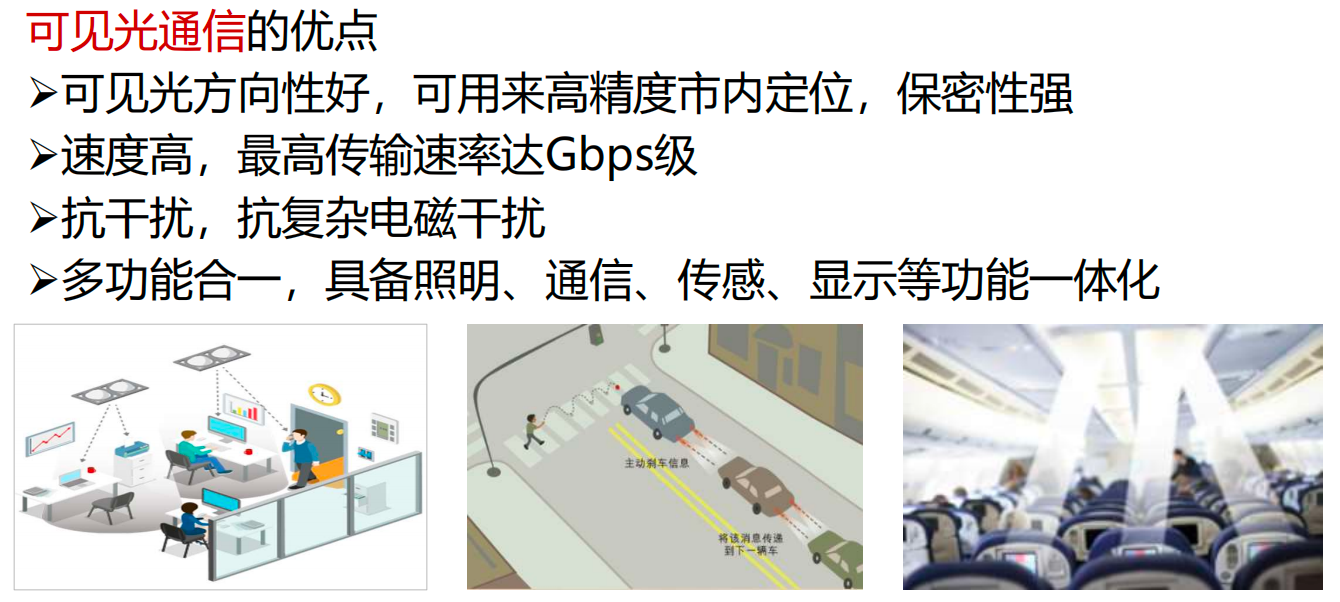 可见光通信的优点
➢可见光方向性好，可用来高精度市内定位，保密性强
➢速度高，最高传输速率达Gbps级
➢抗干扰，抗复杂电磁干扰
➢多功能合一，具备照明、通信、传感、显示等功能一体化
主动刹车信息
将该消息传递
到下一辆车